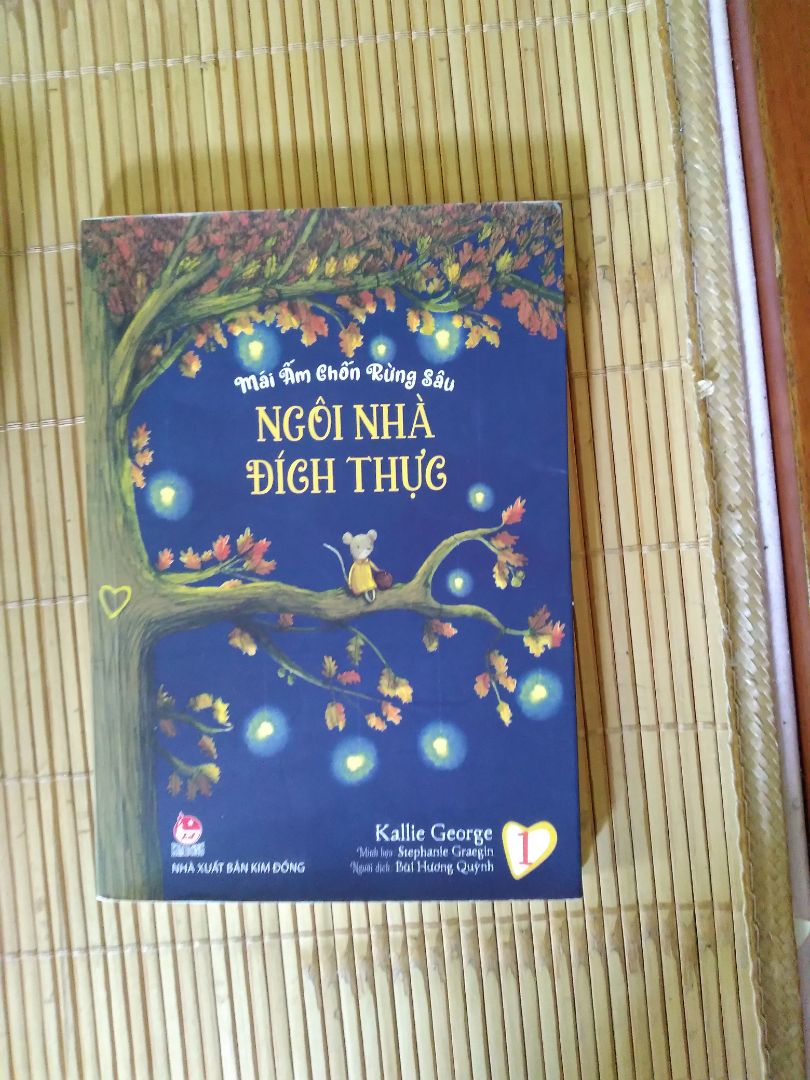 Mái Ấm Chốn Rừng Sâu
NGÔI NHÀ
ĐÍCH THỰC
Kallie George
Minh họa: Stephanie Graegin
Người dịch: Bùi Hương Quỳnh
1
NHÀ XUẤT BẢN KIM ĐỒNG